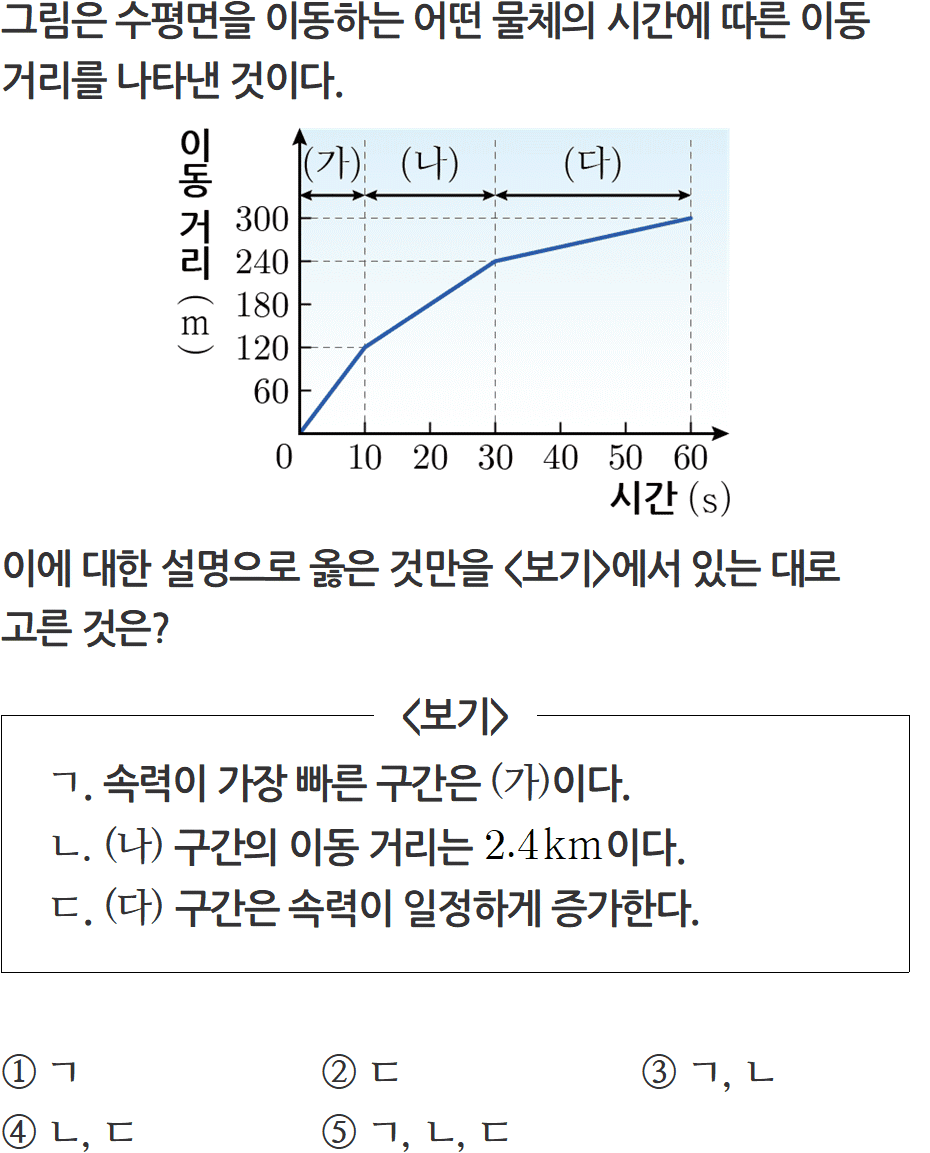 그림은 수평면을 이동하는 어떤 물체의 시간에 따른 이동
거리를 나타낸 것이다.
이동 거리 (m)
(가) (나) (다)
300
240
180
120
60
0 10 20 30 40 50 60
시간 (s)
이에 대한 설명으로 옳은 것만을 <보기>에서 있는 대로
고른 것은?
<보기>
ㄱ. 속력이 가장 빠른 구간은 (가)이다.
ㄴ. (나) 구간의 이동 거리는 2.4 km이다.
ㄷ. (다) 구간은 속력이 일정하게 증가한다.
① ㄱ ② ㄷ ③ ㄱ, ㄴ
④ ㄴ, ㄷ ⑤ ㄱ, ㄴ, ㄷ